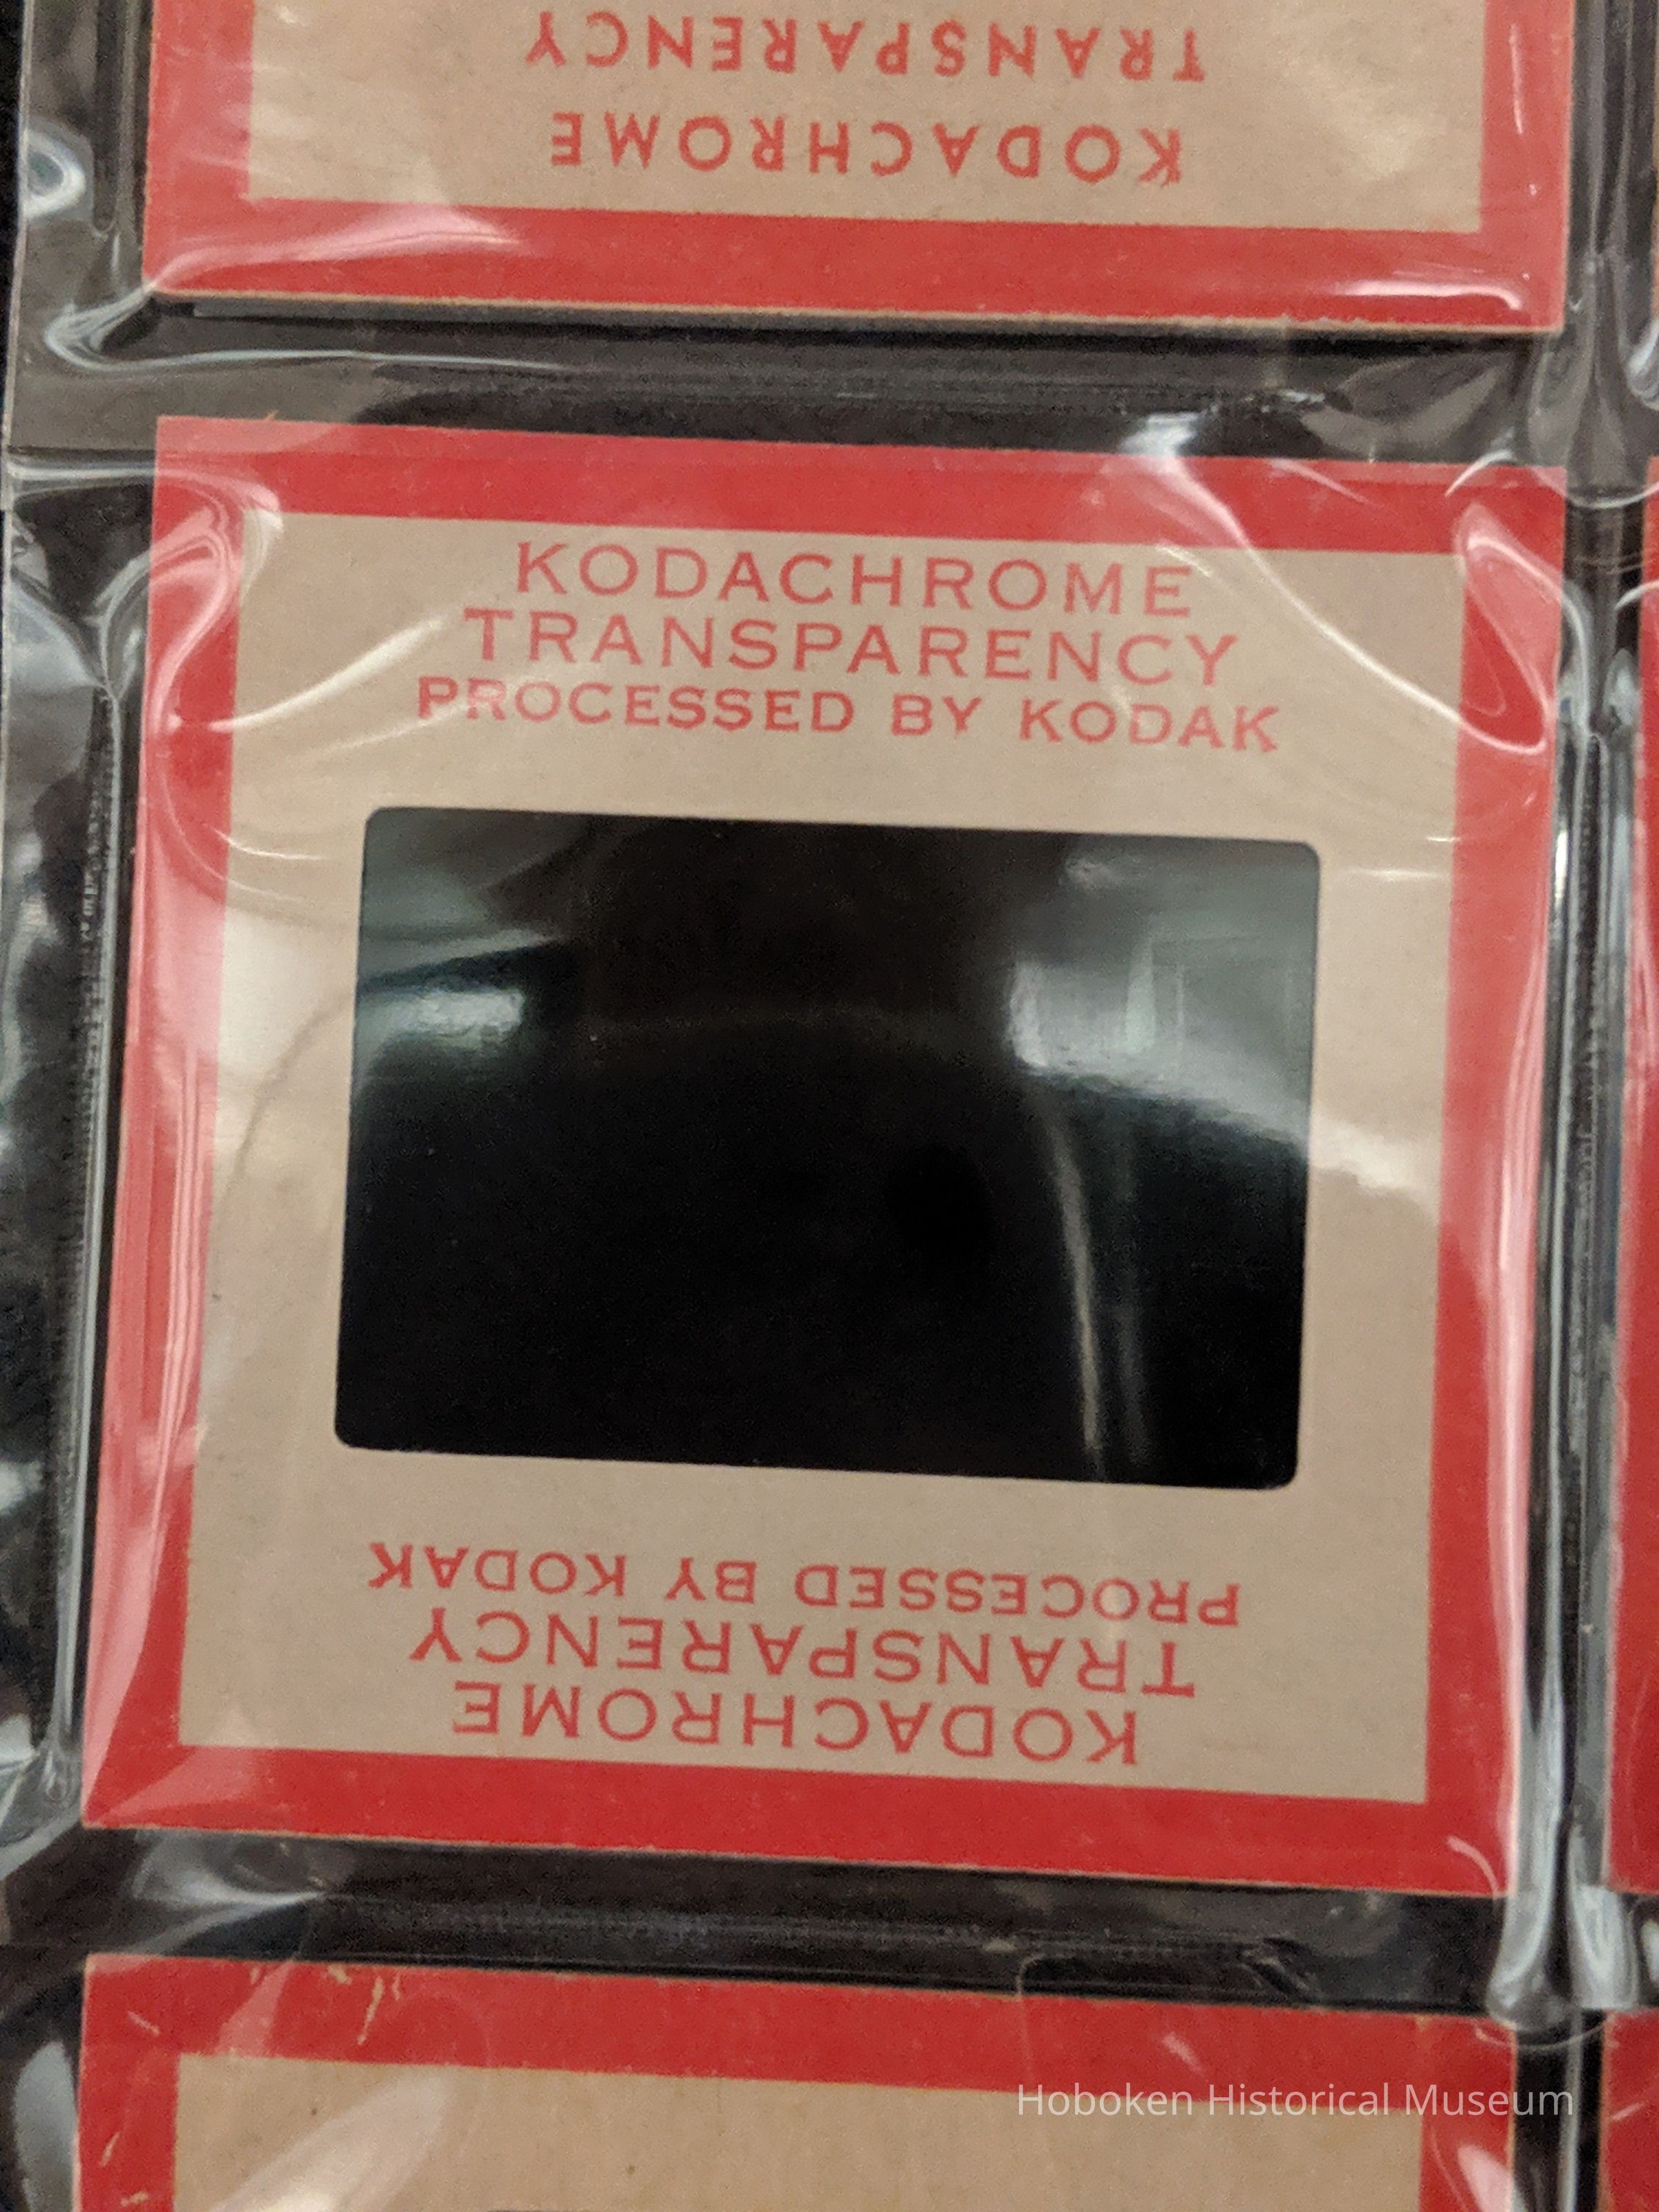 TRANSPARENCY
KODACHROME
KODACHROME
TRANSPARENCY
PROCESSED BY KODAK
PROCESSED BY KODAK
TRANSPARENCY
KODACHROME
Hoboken Historical Museum